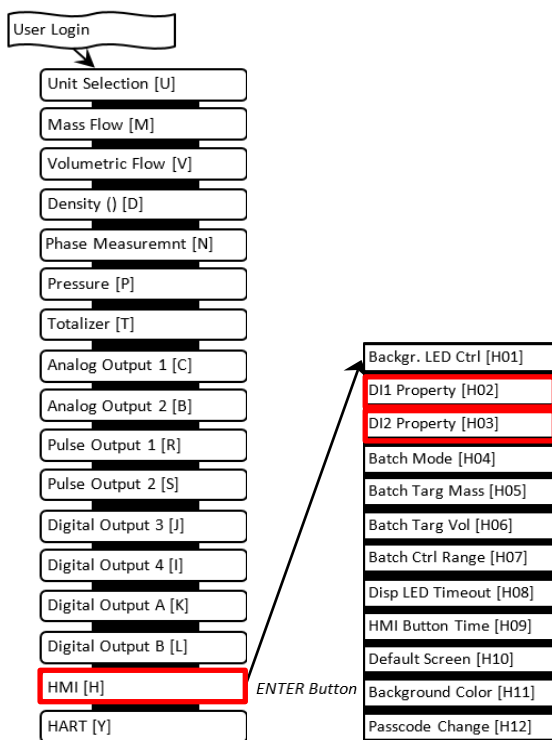 User Login
Unit Selection [U]
Mass Flow [M]
Volumetric Flow [V]
Density () [D]
Phase Measuremnt [N]
Pressure [P]
Totalizer [T]
Analog Output 1 [C]
Analog Output 2 [B]
Pulse Output 1 [R]
Pulse Output 2 [S]
Digital Output 3 [J]
Digital Output 4 [I]
Digital Output A [K]
Digital Output B [L]
HMI [H]
HART [Y]
ENTER Button
Backgr. LED Ctrl [H01]
DI1 Property [H02]
DI2 Property [H03]
Batch Mode [H04]
Batch Targ Mass [H05]
Batch Targ Vol [H06]
Batch Ctrl Range [H07]
Disp LED Timeout [H08]
HMI Button Time [H09]
Default Screen [H10]
Background Color [H11]
Passcode Change [H12]